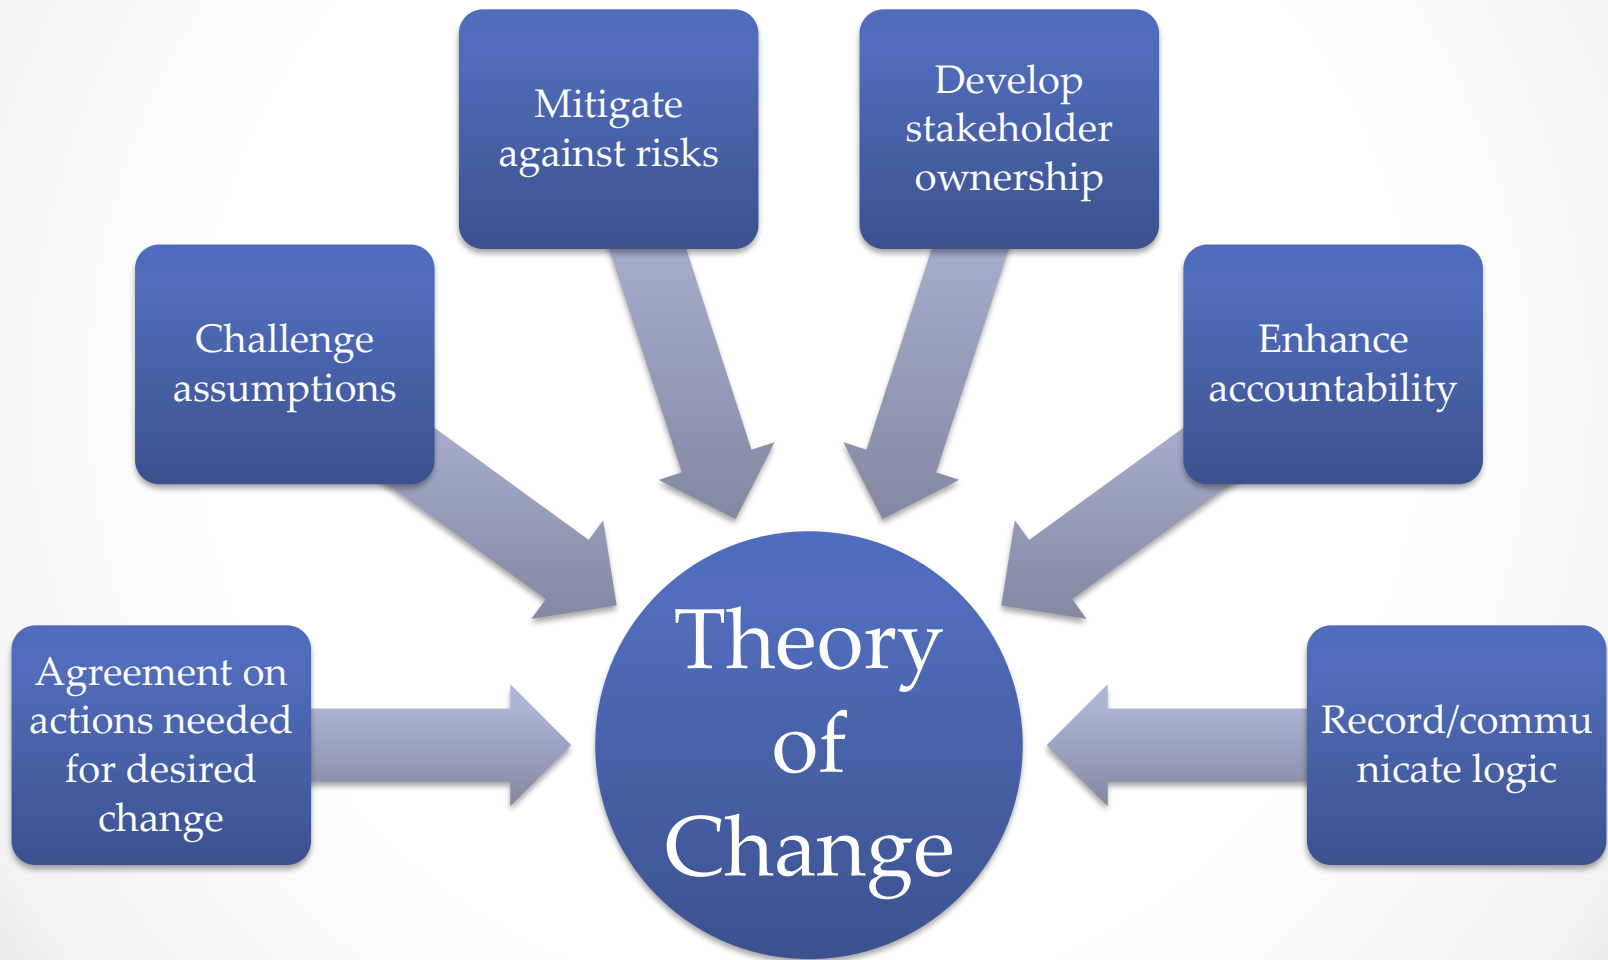 Mitigate
against risks
Develop
stakeholder
ownership
Challenge
assumptions
Enhance
accountability
Agreement on
actions needed
for desired
change
Theory
of
Change
Record/commu
nicate logic